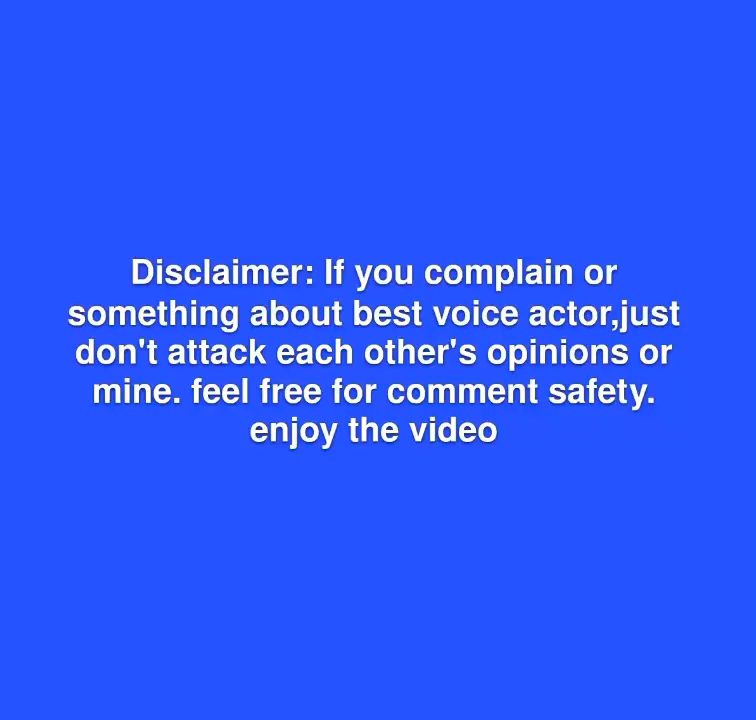 Disclaimer: If you complain or
something about best voice actor,just
don't attack each other's opinions or
mine. feel free for comment safety.
enjoy the video